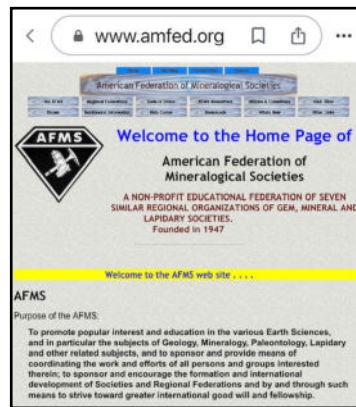 www.amfed.org
American Federation of Mineralogical Societies
AFMS
Welcome to the Home Page of
American Federation of
Mineralogical Societies
A NON-PROFIT EDUCATIONAL FEDERATION OF SEVEN
SIMILAR REGIONAL ORGANIZATIONS OF GEM, MINERAL AND
LAPIDARY SOCIETIES.
Founded in 1947
Welcome to the AFMS web site . . . .
AFMS
Purpose of the AFMS:
To promote popular interest and education in the various Earth Sciences,
and in particular the subjects of Geology, Mineralogy, Paleontology, Lapidary
and other related subjects, and to sponsor and provide means of
coordinating the work and efforts of all persons and groups interested
therein; to sponsor and encourage the formation and international
development of Societies and Regional Federations and by and through such
means to strive toward greater international good will and fellowship.